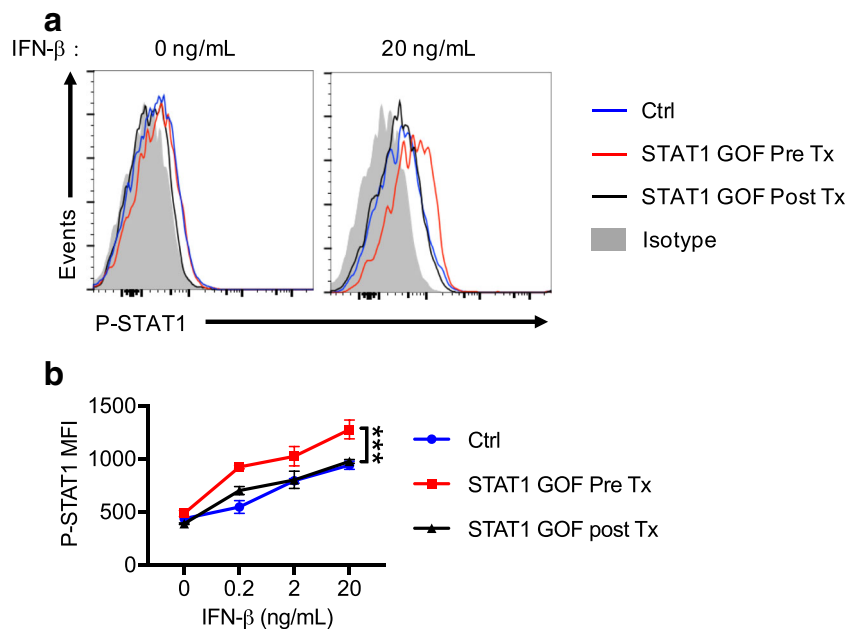 a
IFN-β : 0 ng/mL 20 ng/mL
Events
P-STAT1
Ctrl
STAT1 GOF Pre Tx
STAT1 GOF Post Tx
Isotype
b
P-STAT1 MFI
1500
1000
500
0
0 0.2 2 20
IFN-β (ng/mL)
***
Ctrl
STAT1 GOF Pre Tx
STAT1 GOF post Tx